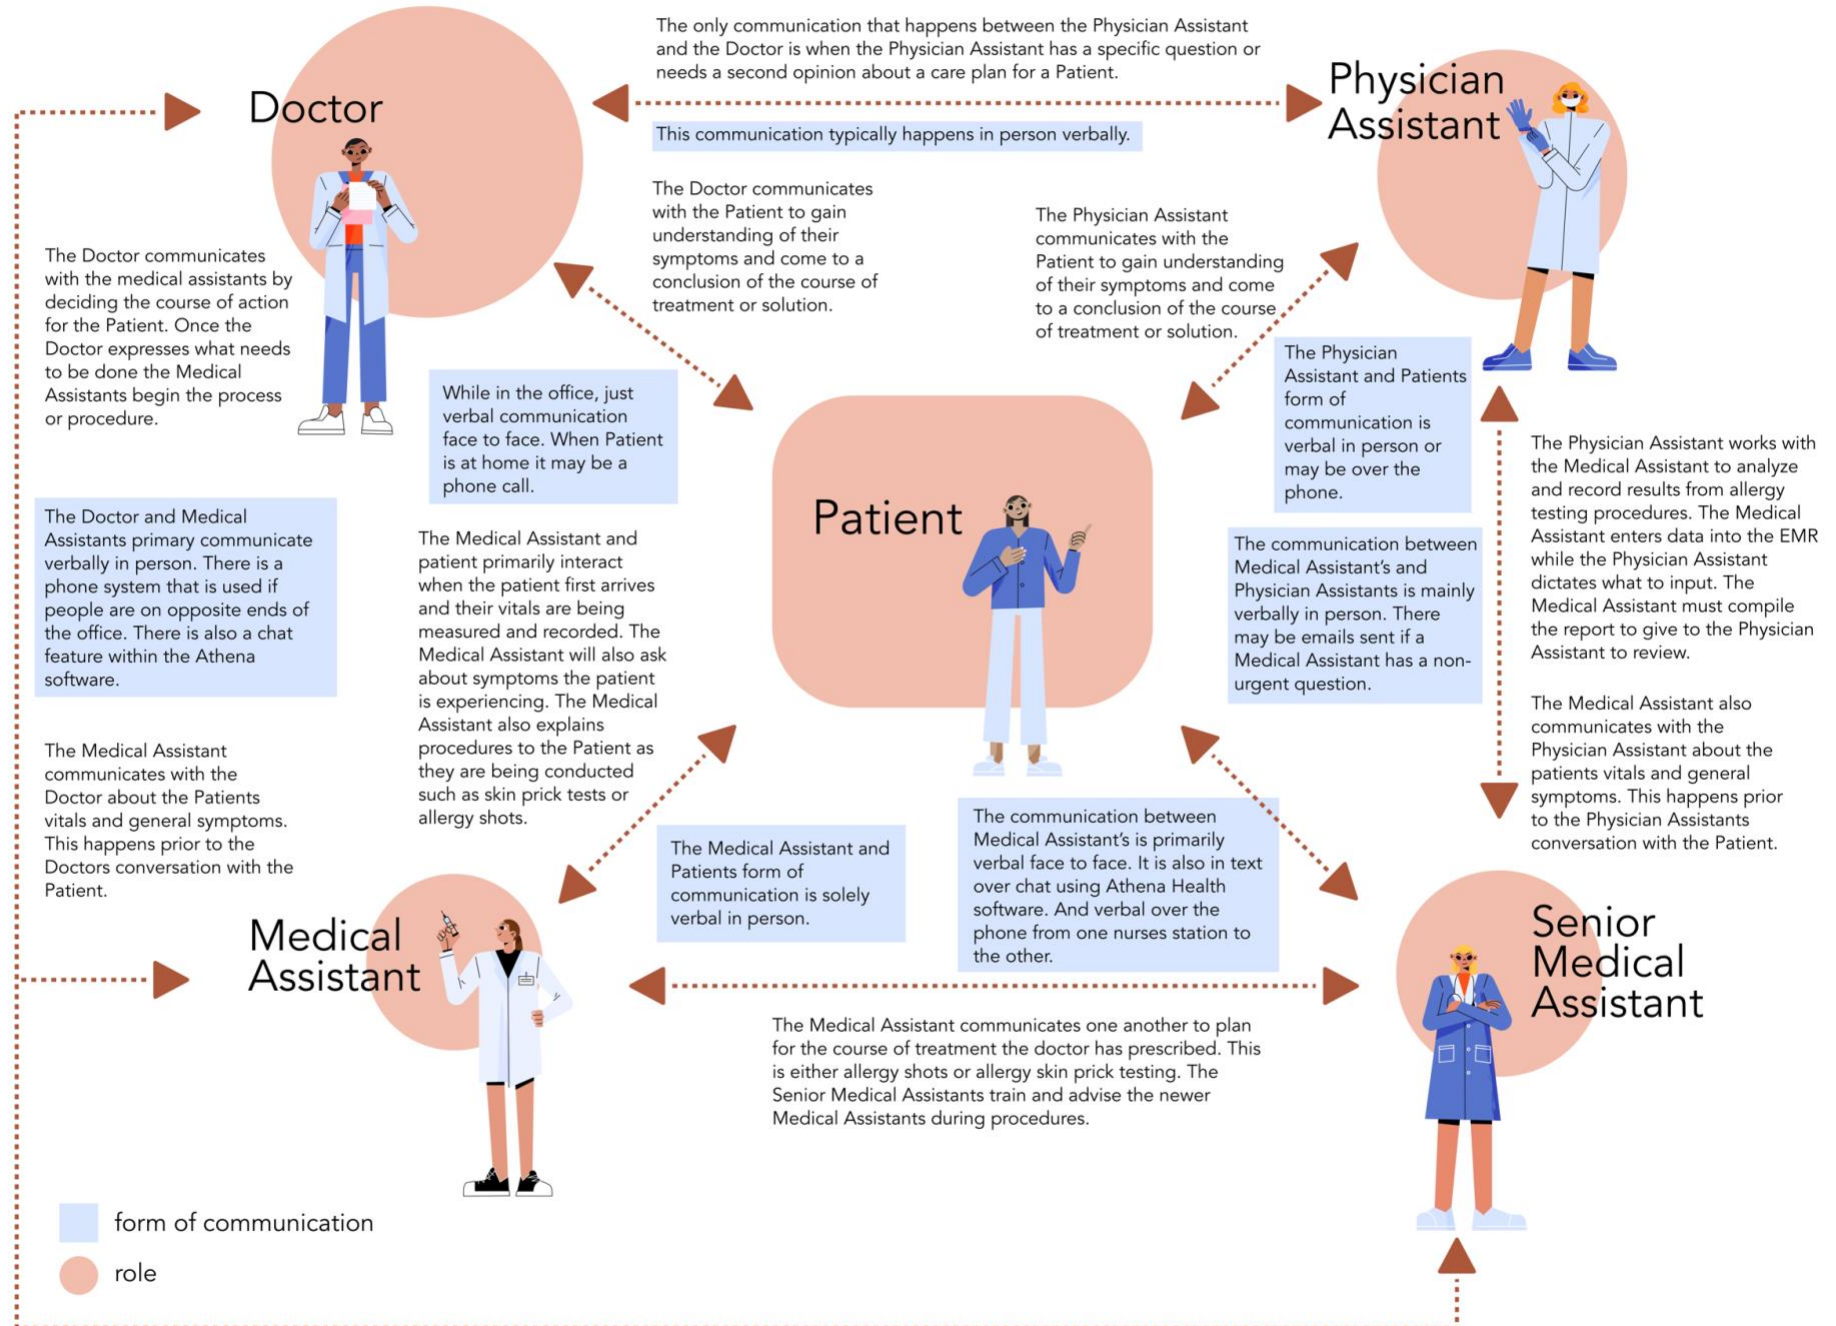 The only communication that happens between the Physician Assistant
and the Doctor is when the Physician Assistant has a specific question or
needs a second opinion about a care plan for a Patient.
Doctor
Physician
Assistant
This communication typically happens in person verbally.
The Doctor communicates
with the Patient to gain
understanding of their
symptoms and come to a
conclusion of the course of
treatment or solution.
The Physician Assistant
communicates with the
Patient to gain understanding
of their symptoms and come
to a conclusion of the course
of treatment or solution.
The Doctor communicates
with the medical assistants by
deciding the course of action
for the Patient. Once the
Doctor expresses what needs
to be done the Medical
Assistants begin the process
or procedure.
While in the office, just
verbal communication
face to face. When Patient
is at home it may be a
phone call.
The Physician
Assistant and Patients
form of
communication is
verbal in person or
may be over the
phone.
The Physician Assistant works with
the Medical Assistant to analyze
and record results from allergy
testing procedures. The Medical
Assistant enters data into the EMR
while the Physician Assistant
dictates what to input. The
Medical Assistant must compile
the report to give to the Physician
Assistant to review.
Patient
The Doctor and Medical
Assistants primary communicate
verbally in person. There is a
phone system that is used if
people are on opposite ends of
the office. There is also a chat
feature within the Athena
software.
The Medical Assistant and
patient primarily interact
when the patient first arrives
and their vitals are being
measured and recorded. The
Medical Assistant will also ask
about symptoms the patient
is experiencing. The Medical
Assistant also explains
procedures to the Patient as
they are being conducted
such as skin prick tests or
allergy shots.
The communication between
Medical Assistant's and
Physician Assistants is mainly
verbally in person. There
may be emails sent if a
Medical Assistant has a non-
urgent question.
The Medical Assistant also
communicates with the
Physician Assistant about the
patients vitals and general
symptoms. This happens prior
to the Physician Assistants
conversation with the Patient.
The Medical Assistant
communicates with the
Doctor about the Patients
vitals and general symptoms.
This happens prior to the
Doctors conversation with the
Patient.
The Medical Assistant and
Patients form of
communication is solely
verbal in person.
The communication between
Medical Assistant's is primarily
verbal face to face. It is also in text
over chat using Athena Health
software. And verbal over the
phone from one nurses station to
the other.
Medical
Assistant
Senior
Medical
Assistant
The Medical Assistant communicates one another to plan
for the course of treatment the doctor has prescribed. This
is either allergy shots or allergy skin prick testing. The
Senior Medical Assistants train and advise the newer
Medical Assistants during procedures.
form of communication
role